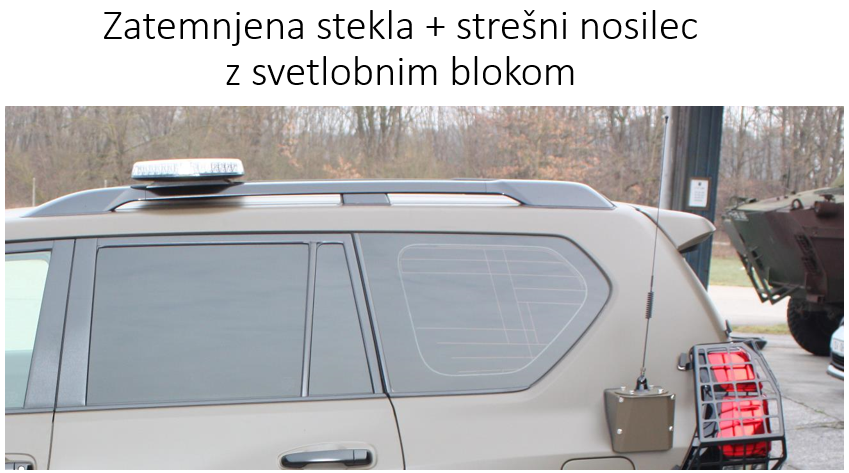 Zatemnjena stekla + strešni nosilec
z svetlobnim blokom